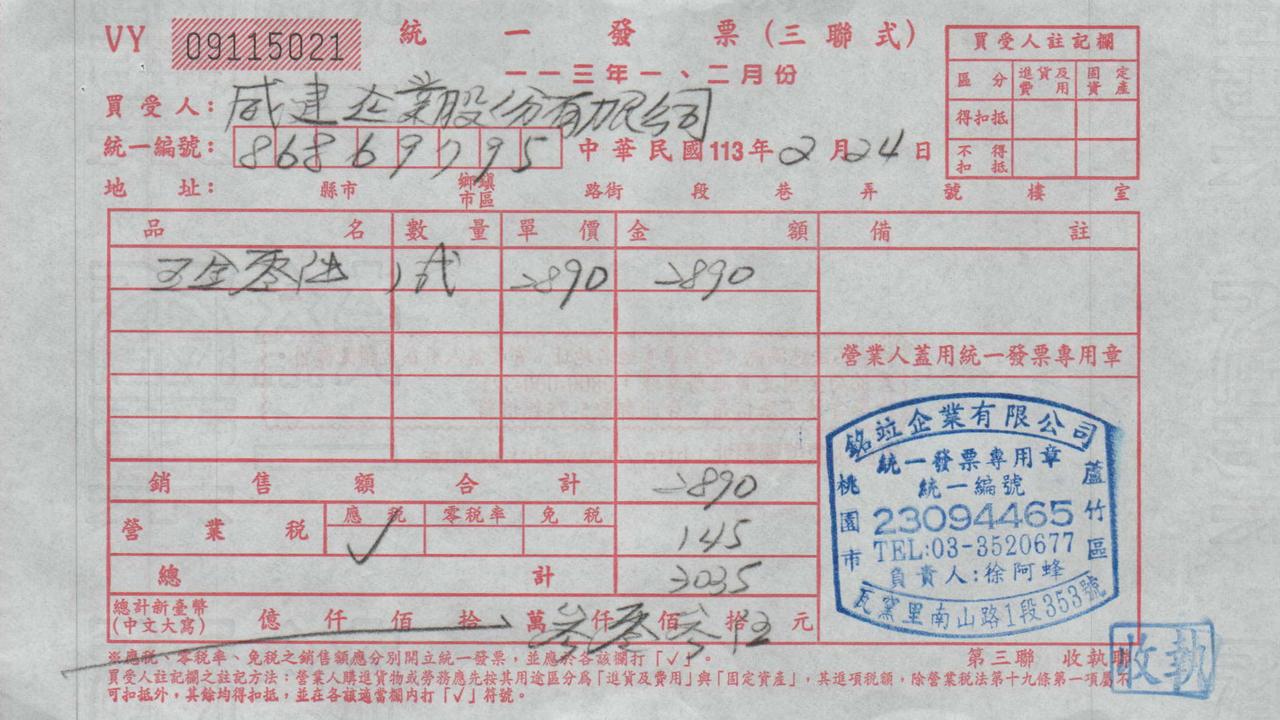 VY 09115021 統一發票(三聯式)
一一三年一、二月份
買受人註記欄
區分 進貨及費用 固定資產
得扣抵
不得扣抵
買受人: 威建企業股份有限公司
統一編號: 86869795 中華民國113年2月24日
地址: 縣市 鄉鎮市區 路街 段 巷 弄 號 樓 室
品名 數量 單價 金額 備註
五金零件 1式 2890 2890
營業人蓋用統一發票專用章
銷售額合計 2890
營業稅 應稅 零稅率 免稅 145
✓
總計 3035
總計新臺幣(中文大寫) 億 仟 佰 拾 萬 參仟 零佰 參拾 伍元
銘竝企業有限公司
統一發票專用章
統一編號
23094465
TEL:03-3520677
負責人:徐阿蜂
桃園市
蘆竹區
瓦窯里南山路1段353號
※應稅、零稅率、免稅之銷售額應分別開立統一發票,並應於各該欄打「✓」。
第三聯 收執聯
收執
買受人註記欄之註記方法:營業人購進貨物或勞務應先按其用途區分為「進貨及費用」與「固定資產」,其進項稅額,除營業稅法第十九條第一項屬不
可扣抵外,其餘均得扣抵,並在各該適當欄內打「✓」符號。